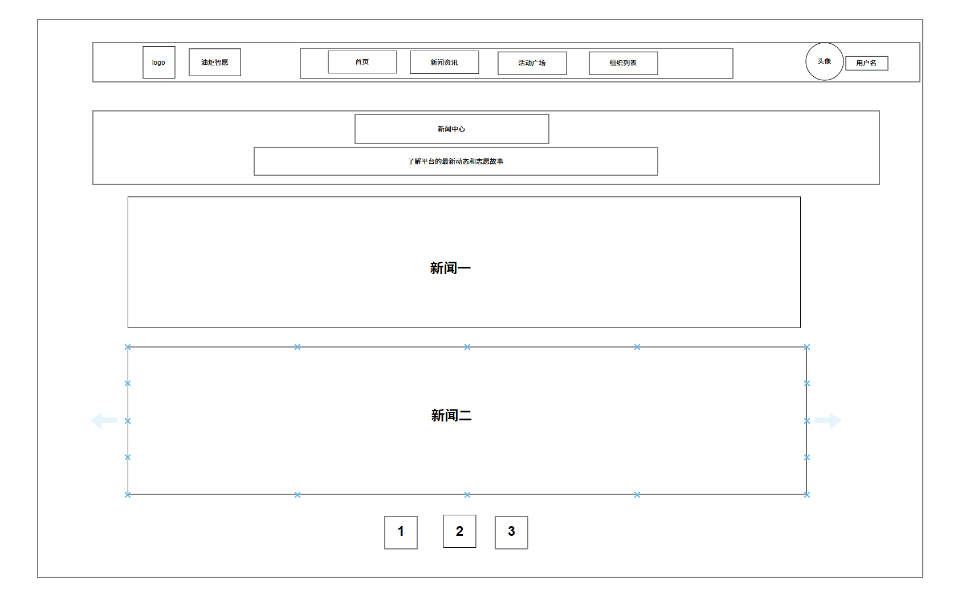 logo
油炬智愿
首页
新闻资讯
活动广场
组织列表
头像
用户名
新闻中心
了解平台的最新动态和志愿故事
新闻一
新闻二
1
2
3